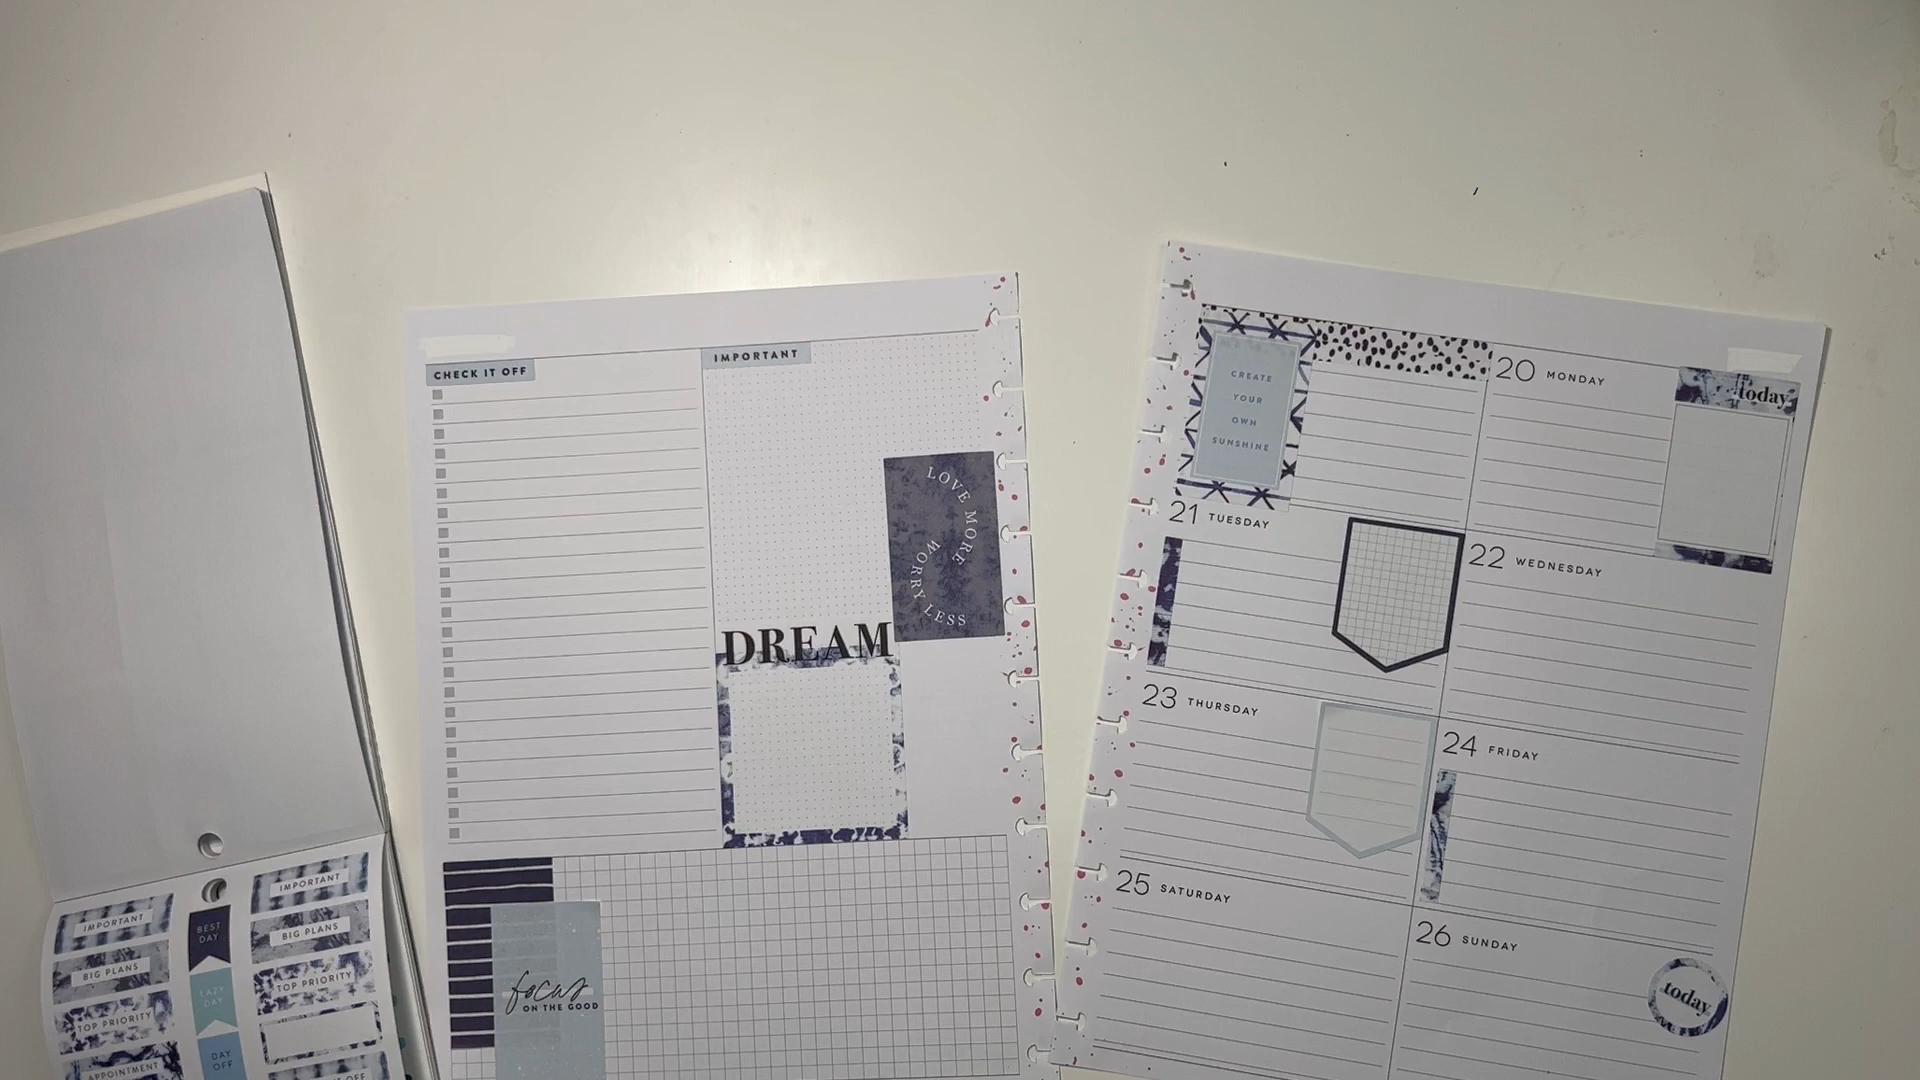 CHECK IT OFF
IMPORTANT
LOVE MORE
WORRY LESS
DREAM
focus
ON THE GOOD
IMPORTANT
BIG PLANS
TOP PRIORITY
APPOINTMENT
BEST
DAY
LAZY
DAY
DAY
OFF
IMPORTANT
BIG PLANS
TOP PRIORITY
CREATE
YOUR
OWN
SUNSHINE
20 MONDAY
today
21 TUESDAY
22 WEDNESDAY
23 THURSDAY
24 FRIDAY
25 SATURDAY
26 SUNDAY
today